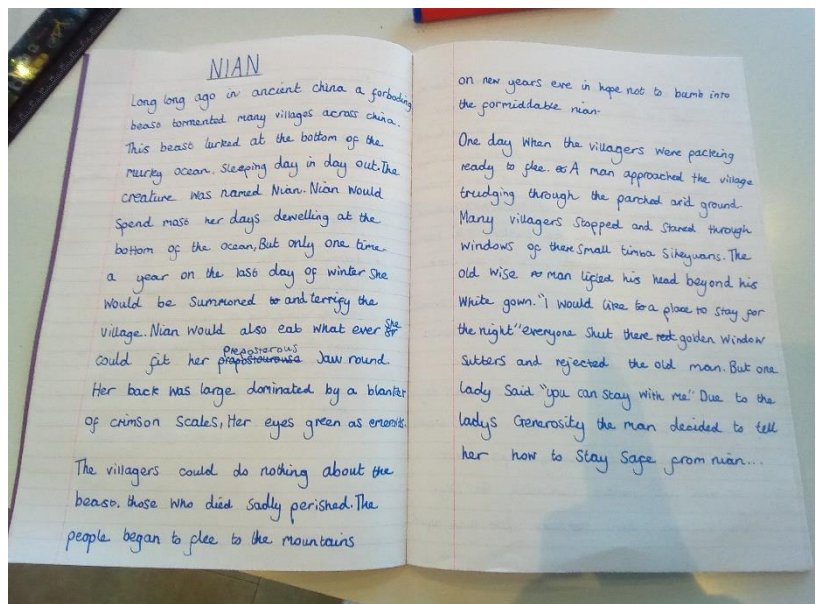 NIAN
Long long ago in ancient china a forboding
beast tormented many villages across china.
This beast lurked at the bottom of the
murky ocean. Sleeping day in day out. The
creature was named Nian. Nian would
Spend most her days dewelling at the
bottom of the ocean, But only one time
a year on the last day of winter She
would be Summoned to and terrify the
village. Nian would also eat what ever she
could fit her preposterous Jaw round.
Her back was large dominated by a blanket
of crimson Scales, Her eyes green as
The villagers could do nothing about the
beast. those who died sadly perished. The
people began to flee to the mountains
on new years eve in hope not to bumb into
the formiddable nian.
One day when the villagers were packing
ready to flee. A man approached the village
trudging through the parched arid ground
Many villagers stopped and stared through
windows of there small timba Siheyuans. The
old wise man lifted his head beyond his
white gown. "I would like to a place to stay for
the night" everyone shut there red golden window
sutters and rejected the old man. But one
lady said "you can stay with me" Due to the
ladys Generosity the man decided to tell
her how to Stay Safe from nian...